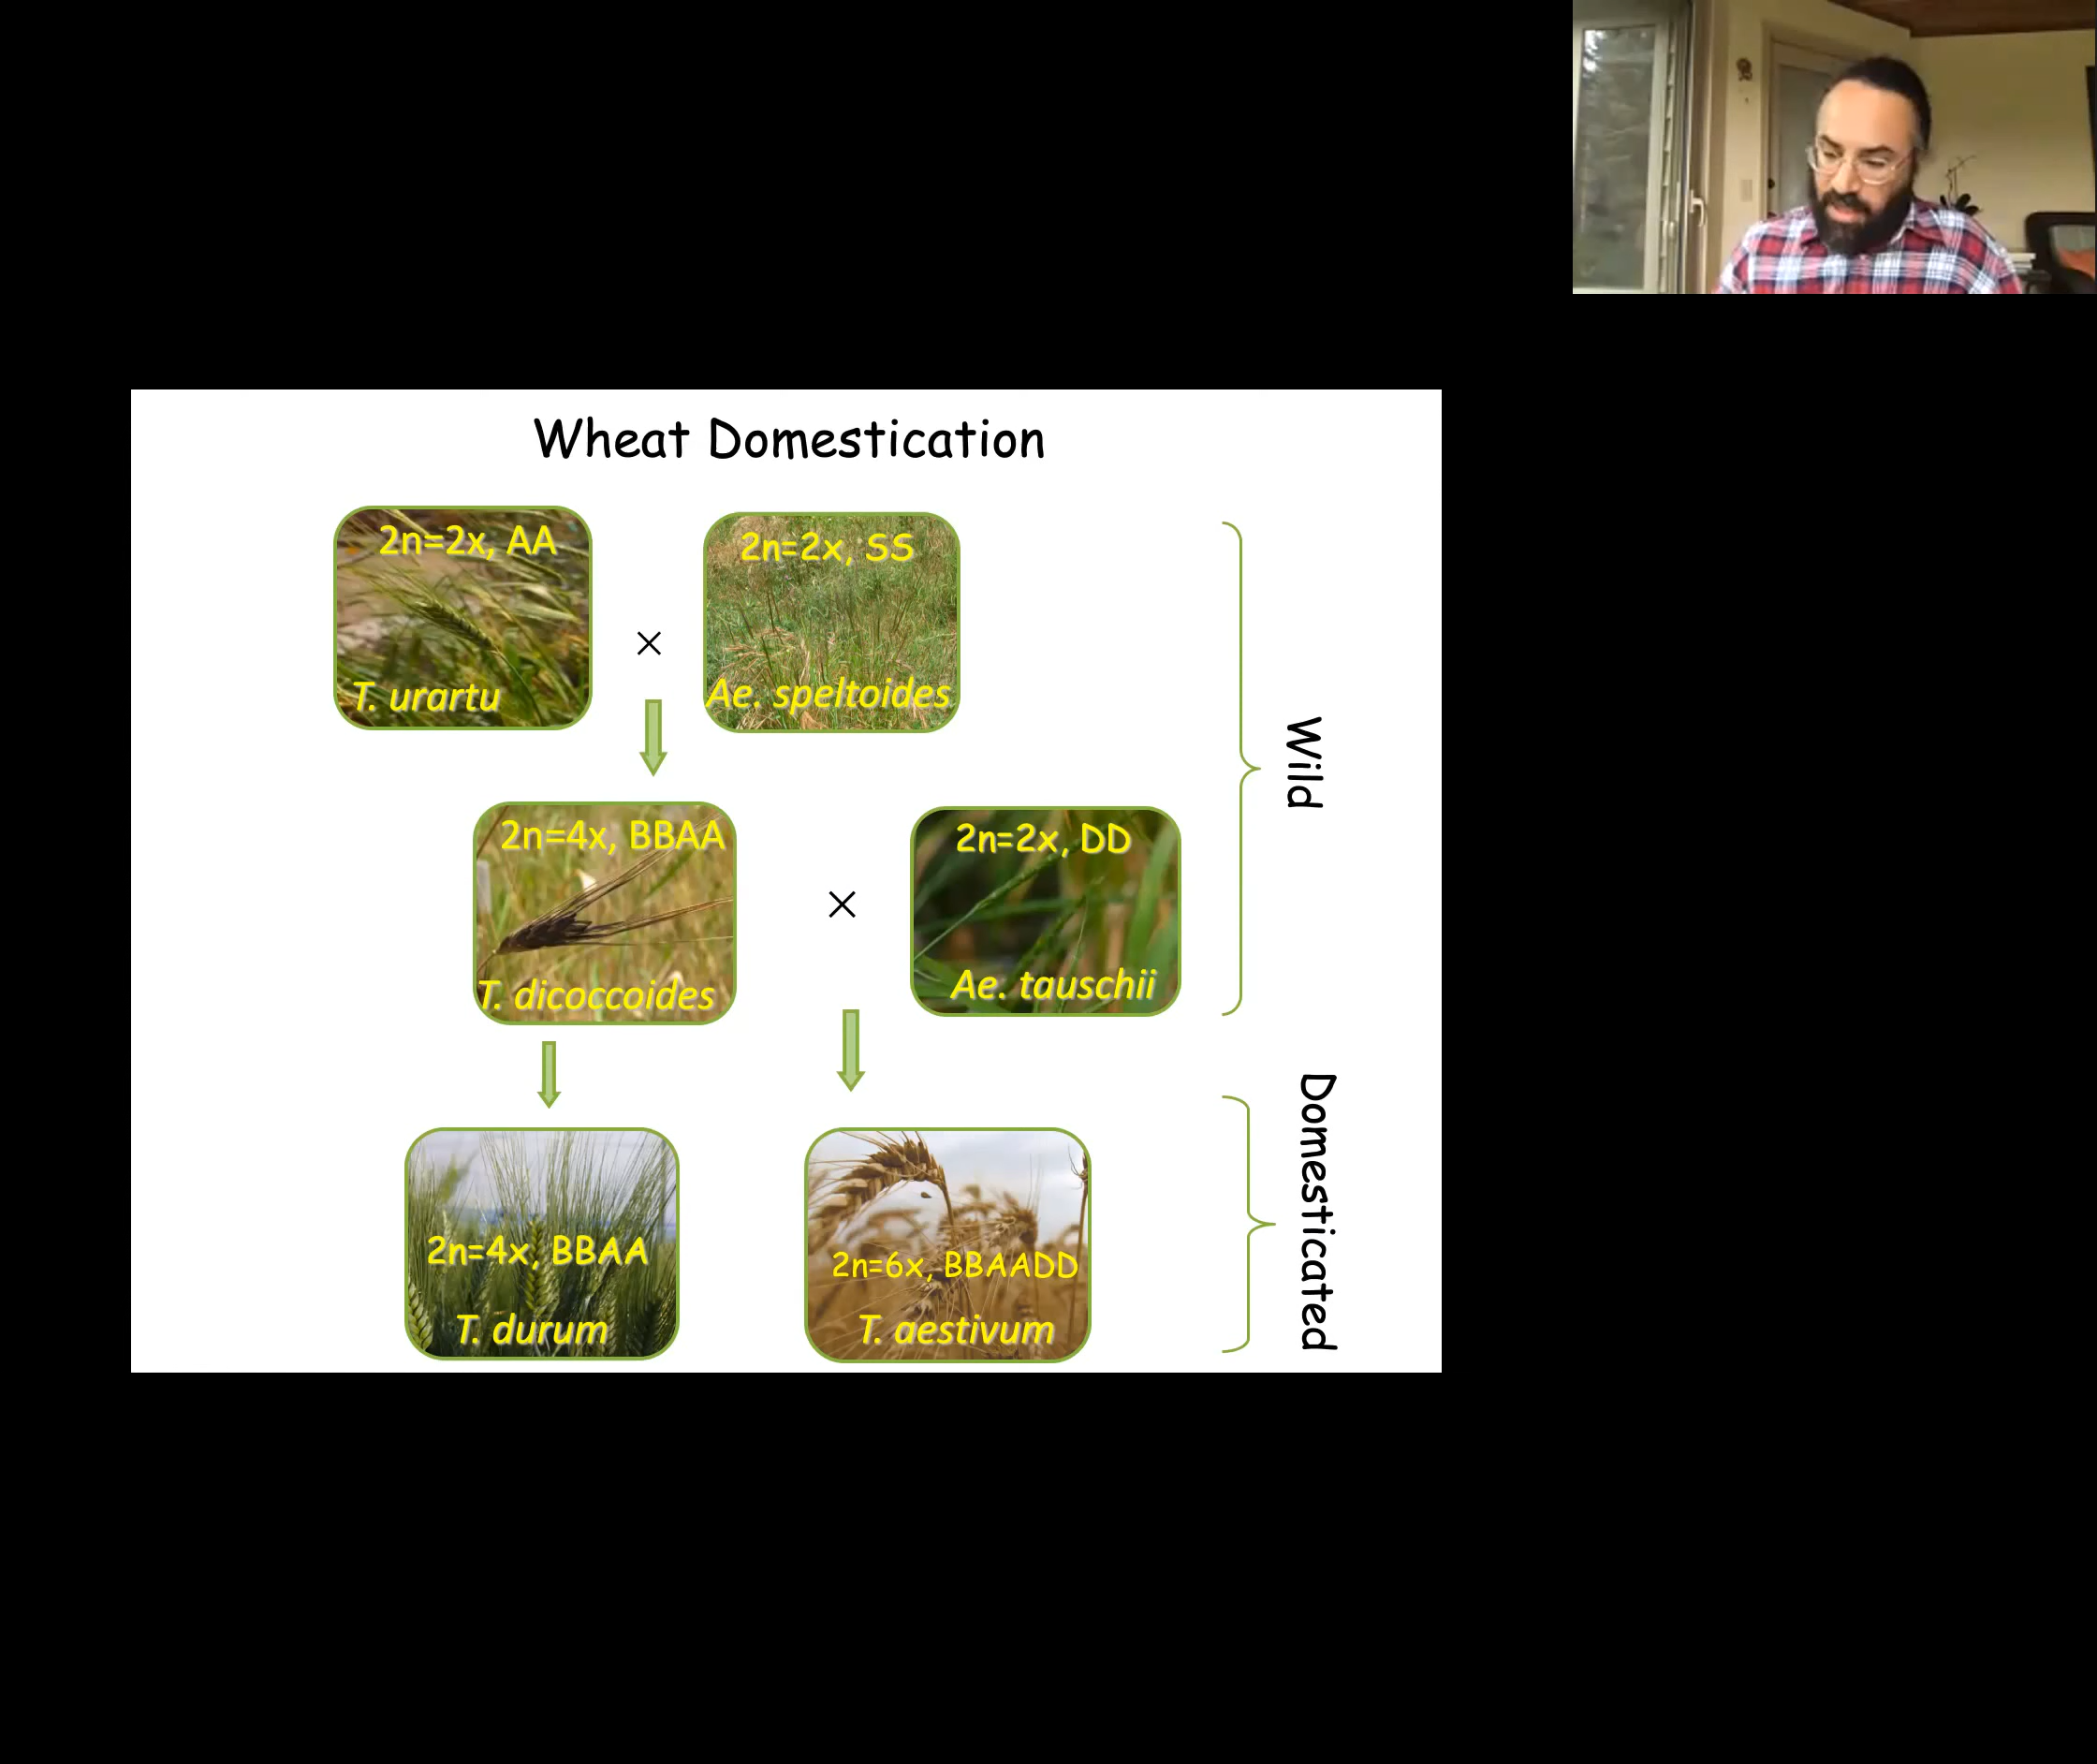 Wheat Domestication
2n=2x, AA
T. urartu
×
2n=2x, SS
Ae. speltoides
2n=4x, BBAA
T. dicoccoides
×
2n=2x, DD
Ae. tauschii
Wild
2n=4x, BBAA
T. durum
2n=6x, BBAADD
T. aestivum
Domesticated